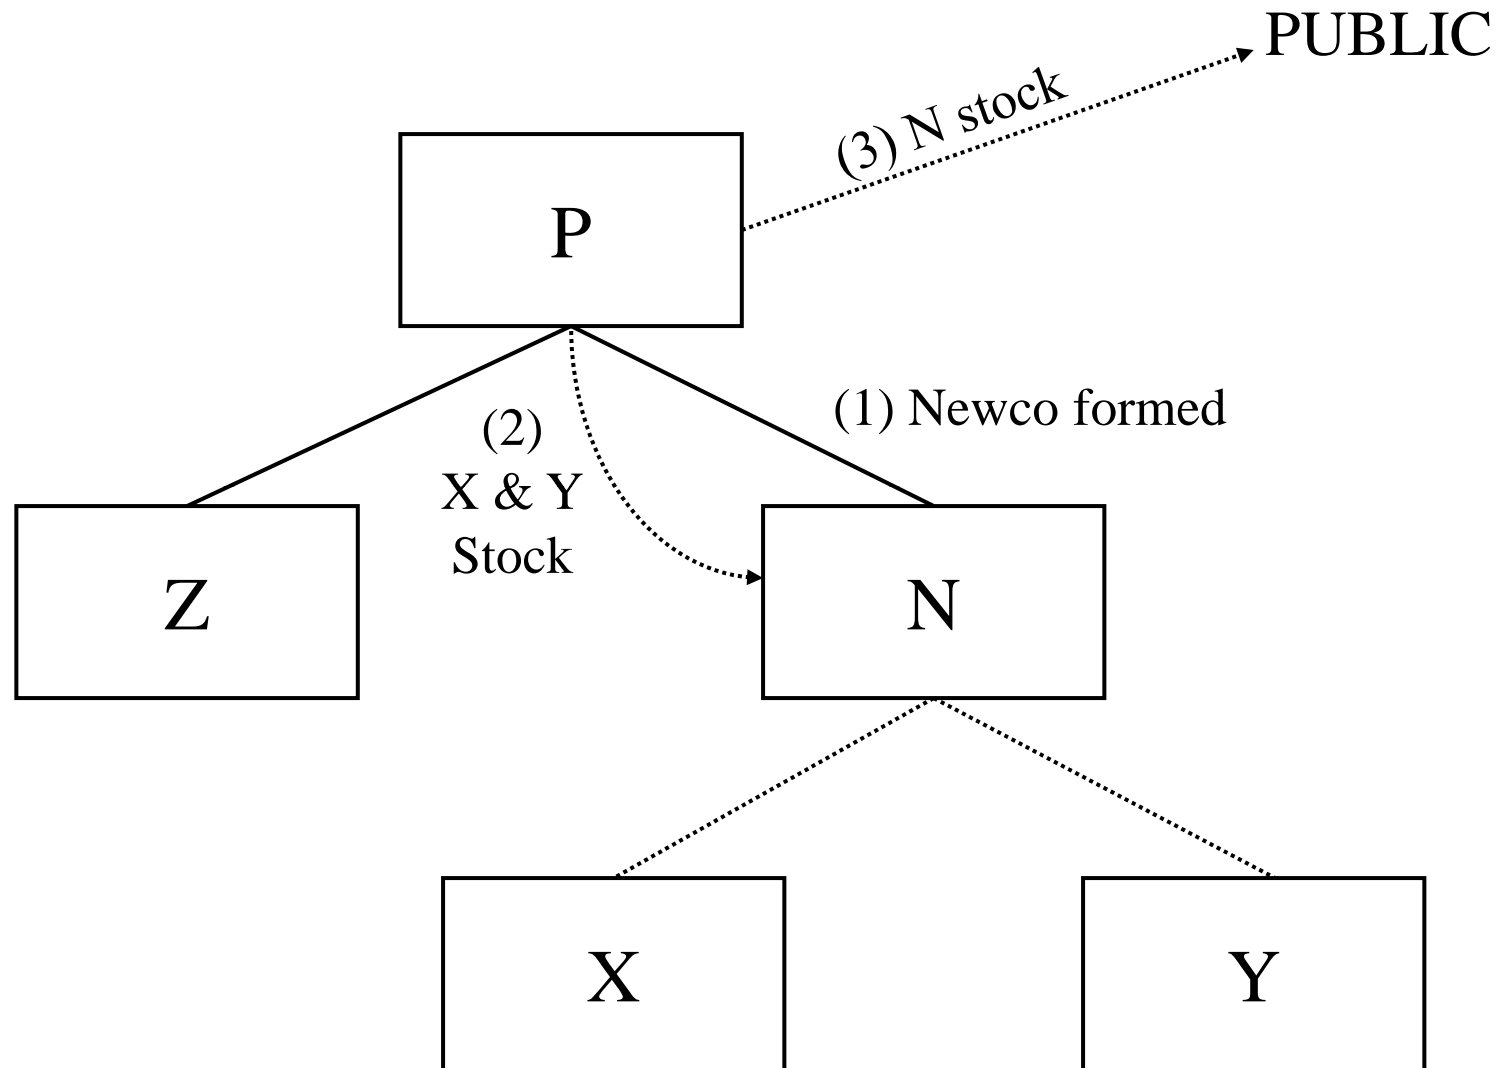 PUBLIC
(3) N stock
P
(1) Newco formed
(2)
X & Y
Stock
Z
N
X
Y